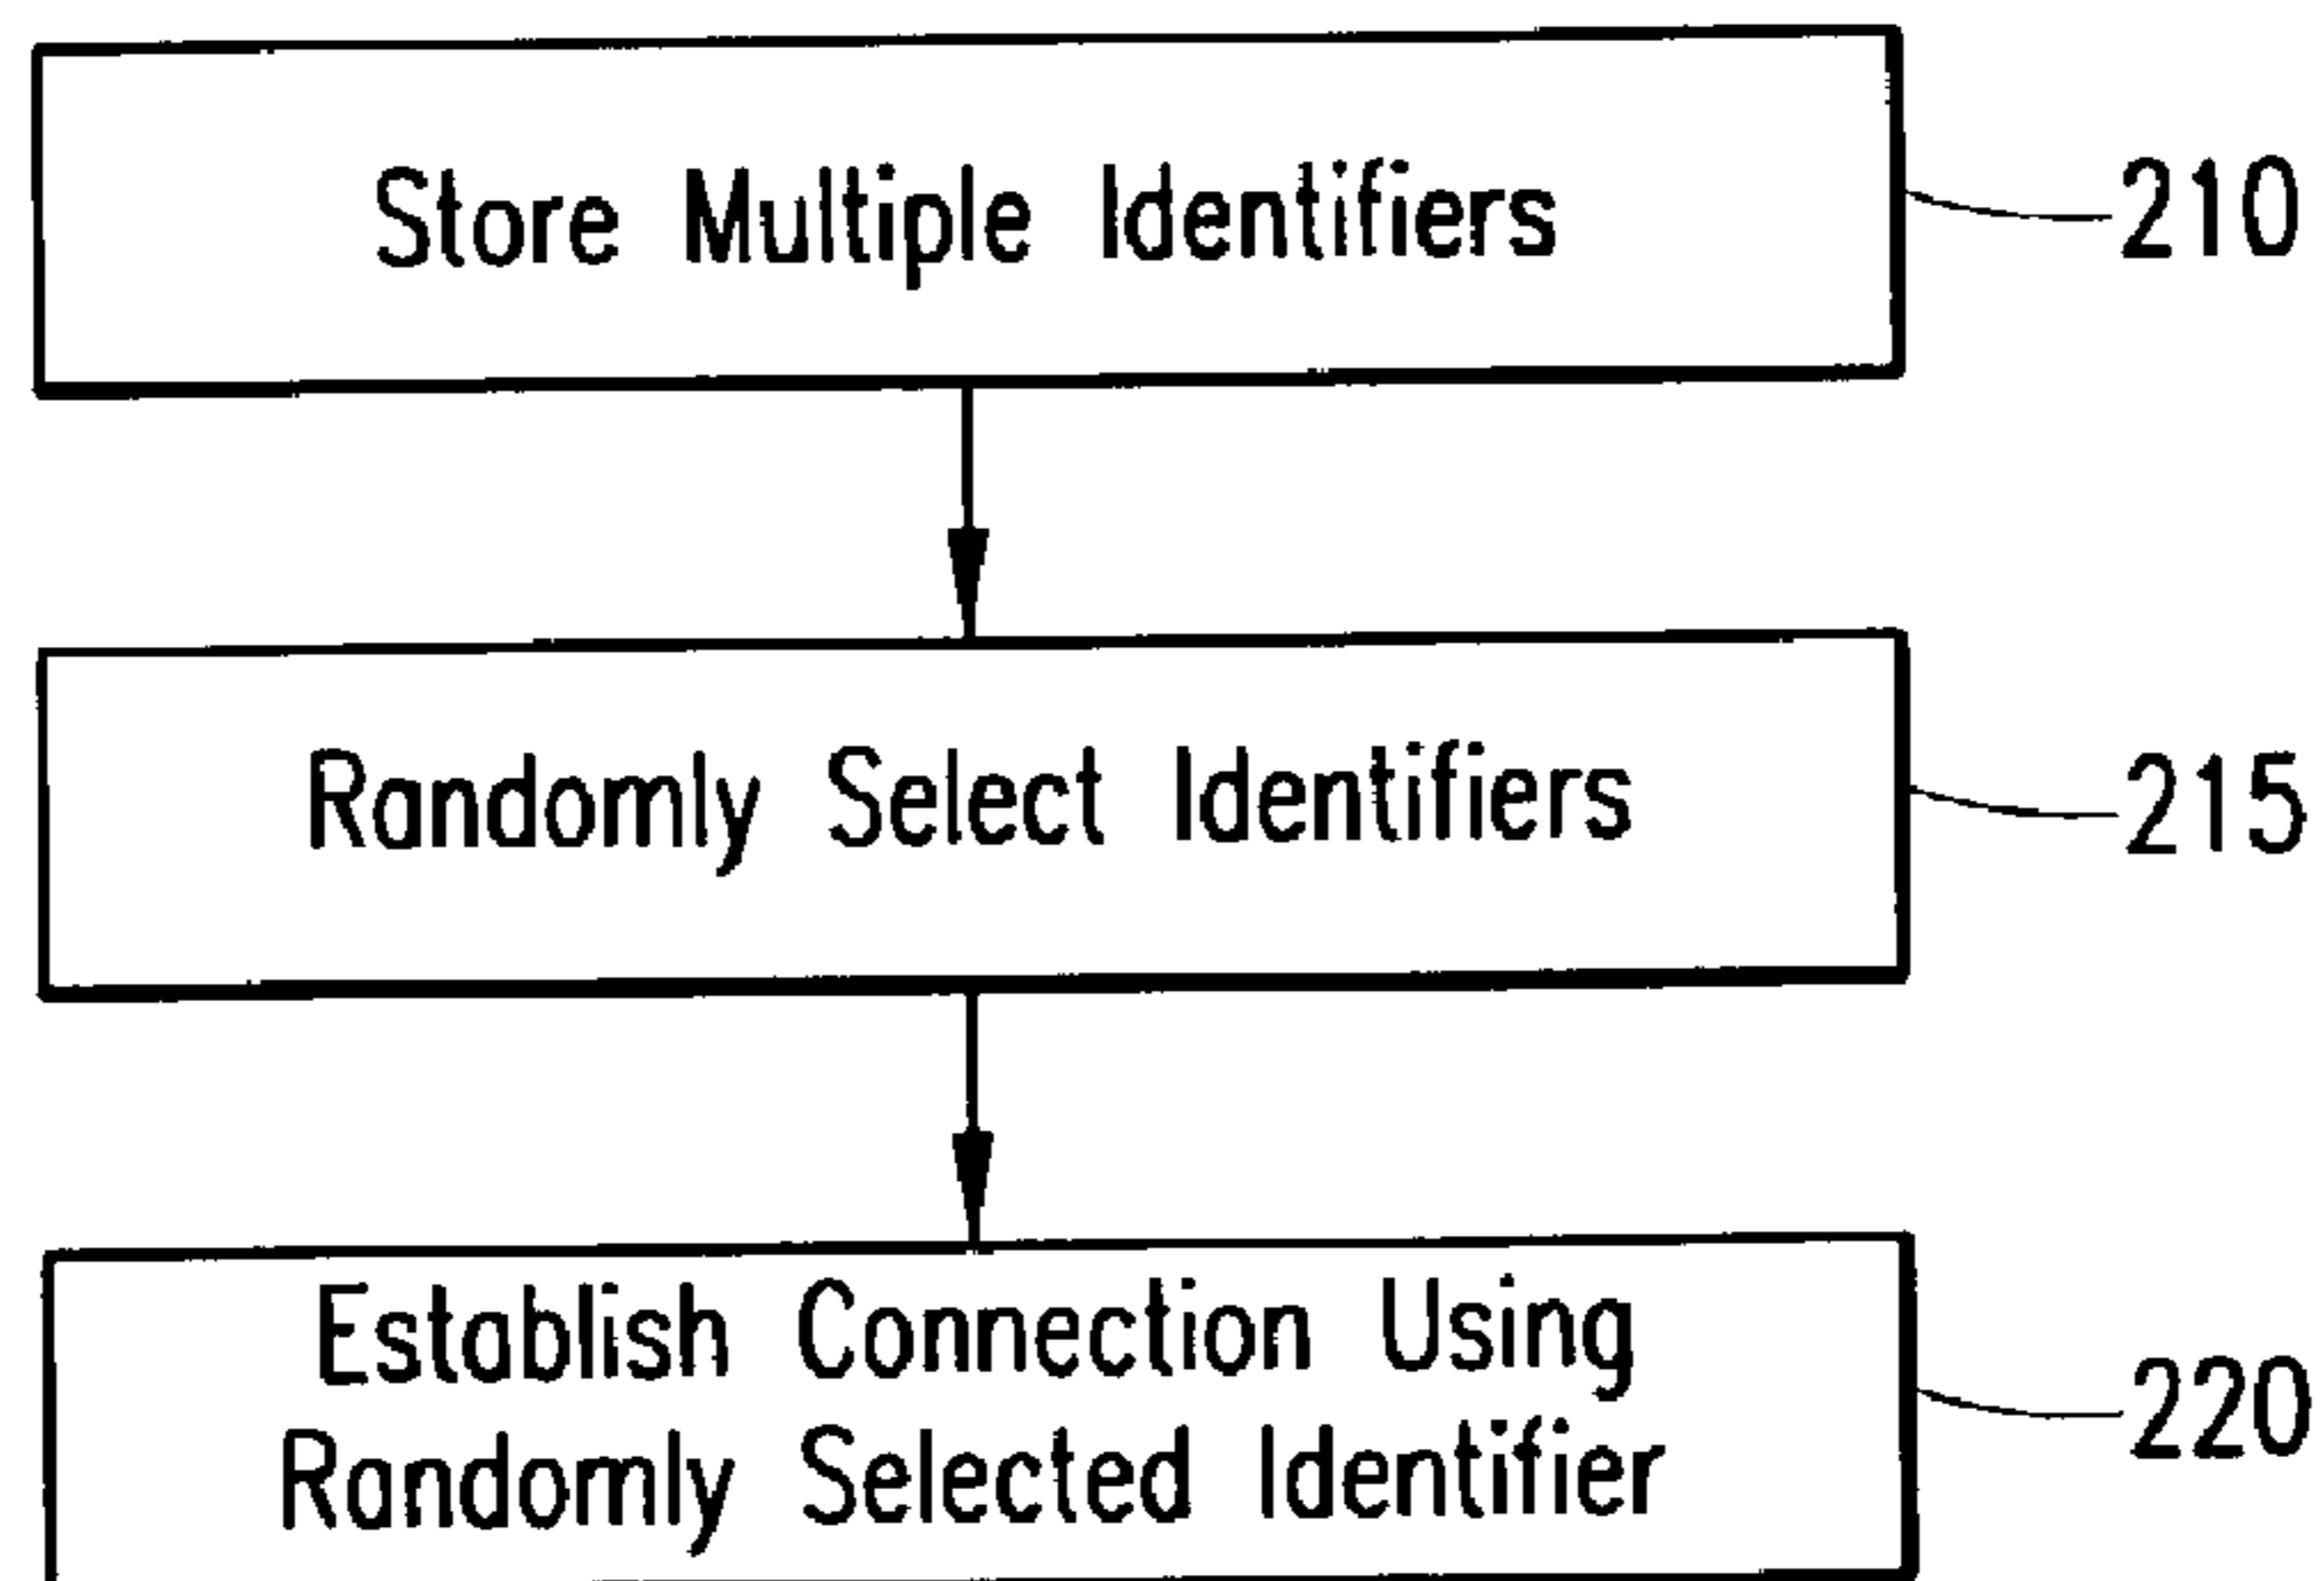 Store Multiple Identifiers
210
Randomly Select Identifiers
215
Establish Connection Using
Randomly Selected Identifier
220